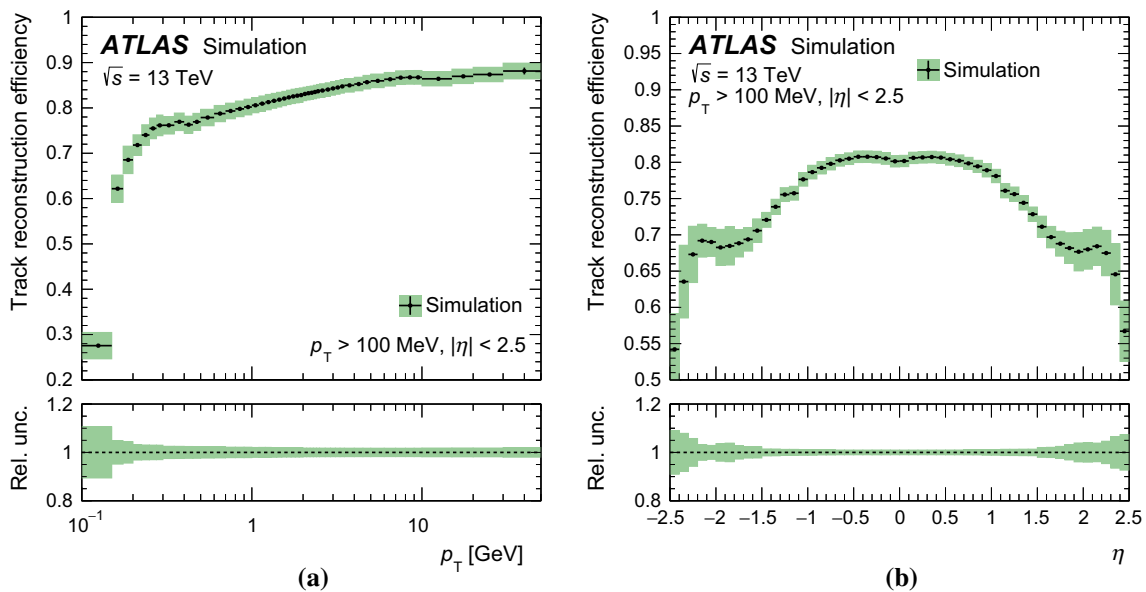 Track reconstruction efficiency
1
0.9
0.8
0.7
0.6
0.5
0.4
0.3
0.2
ATLAS Simulation
√s = 13 TeV
Simulation
p_T > 100 MeV, |η| < 2.5
Rel. unc.
1.2
1
0.8
10⁻¹ 1 10
p_T [GeV]
(a)
Track reconstruction efficiency
1
0.95
0.9
0.85
0.8
0.75
0.7
0.65
0.6
0.55
0.5
ATLAS Simulation
√s = 13 TeV
p_T > 100 MeV, |η| < 2.5
Simulation
Rel. unc.
1.2
1
0.8
−2.5 −2 −1.5 −1 −0.5 0 0.5 1 1.5 2 2.5
η
(b)